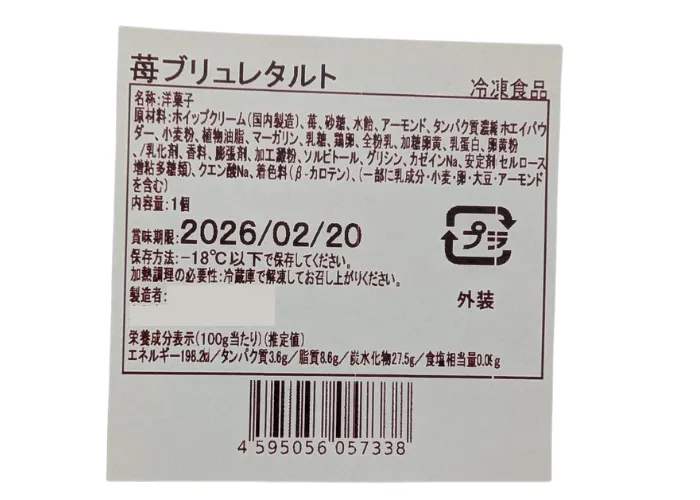 苺ブリュレタルト
冷凍食品
名称:洋菓子
原材料:ホイップクリーム(国内製造)、苺、砂糖、水飴、アーモンド、タンパク質濃縮ホエイパウ
ダー、小麦粉、植物油脂、マーガリン、乳糖、鶏卵、全粉乳、加糖卵黄、乳蛋白、卵黄粉
、/乳化剤、香料、膨張剤、加工澱粉、ソルビトール、グリシン、カゼインNa、安定剤セルロース
増粘多糖類)、クエン酸Na、着色料(β-カロテン)、(一部に乳成分・小麦・卵・大豆・アーモンド
を含む)
内容量:1個
賞味期限:2026/02/20
保存方法:-18℃以下で保存してください。
加熱調理の必要性:冷蔵庫で解凍してお召し上がりください。
製造者:
プラ
外装
栄養成分表示(100g当たり)(推定値)
エネルギー198.2kl/タンパク質3.6g/脂質8.6g/炭水化物27.5g/食塩相当量0.06g
4 595056 057338